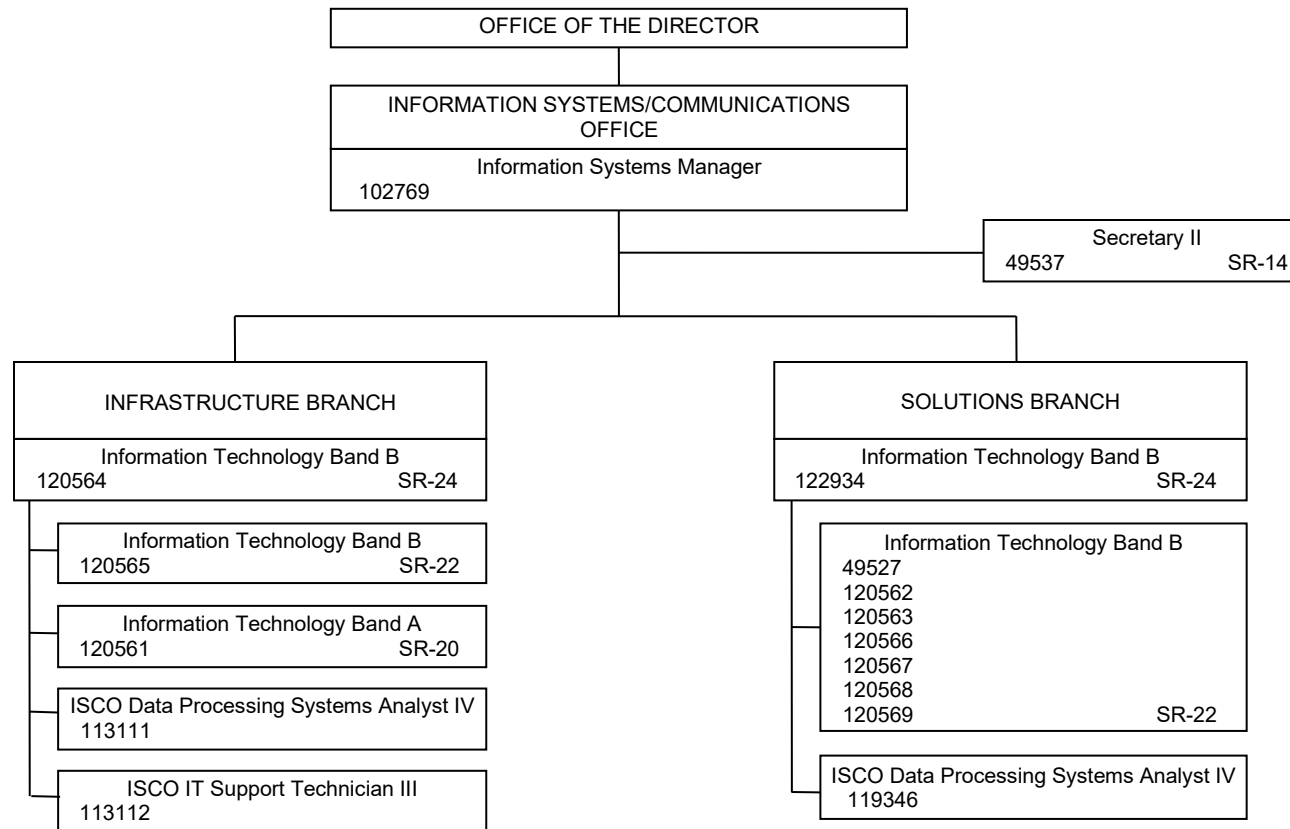 OFFICE OF THE DIRECTOR
INFORMATION SYSTEMS/COMMUNICATIONS
OFFICE
Information Systems Manager
102769
Secretary II
49537 SR-14
INFRASTRUCTURE BRANCH
Information Technology Band B
120564 SR-24
Information Technology Band B
120565 SR-22
Information Technology Band A
120561 SR-20
ISCO Data Processing Systems Analyst IV
113111
ISCO IT Support Technician III
113112
SOLUTIONS BRANCH
Information Technology Band B
122934 SR-24
Information Technology Band B
49527
120562
120563
120566
120567
120568
120569 SR-22
ISCO Data Processing Systems Analyst IV
119346